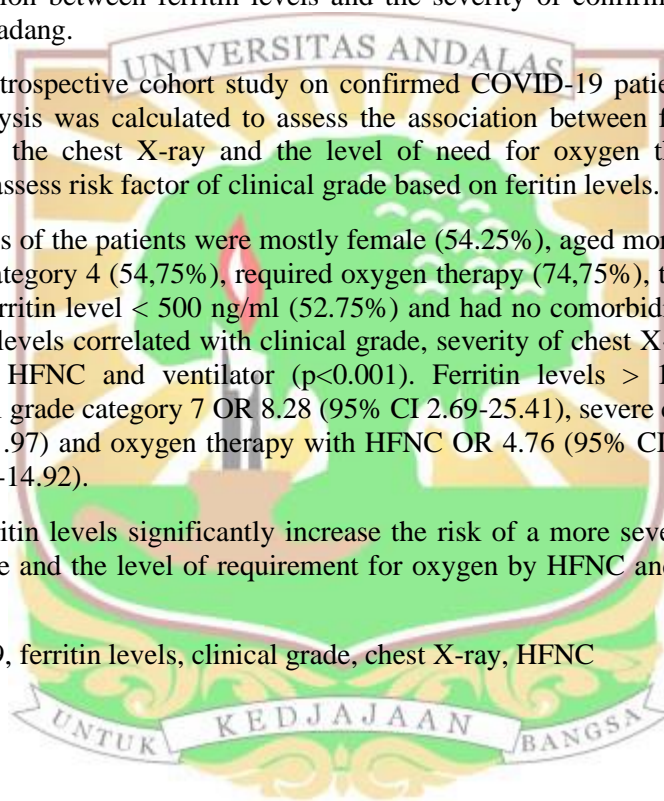 ion between ferritin levels and the severity of confirm
adang.
UNIVERSITAS ANDALAS
trospective cohort study on confirmed COVID-19 patie
ysis was calculated to assess the association between f
the chest X-ray and the level of need for oxygen th
assess risk factor of clinical grade based on feritin levels.
s of the patients were mostly female (54.25%), aged mor
ategory 4 (54,75%), required oxygen therapy (74,75%), t
erritin level < 500 ng/ml (52.75%) and had no comorbidi
levels correlated with clinical grade, severity of chest X-
HFNC and ventilator (p<0.001). Ferritin levels > 1
grade category 7 OR 8.28 (95% CI 2.69-25.41), severe c
.97) and oxygen therapy with HFNC OR 4.76 (95% CI
-14.92).
itin levels significantly increase the risk of a more seve
e and the level of requirement for oxygen by HFNC and
9, ferritin levels, clinical grade, chest X-ray, HFNC
UNTUK KEDJAJAAN BANGSA